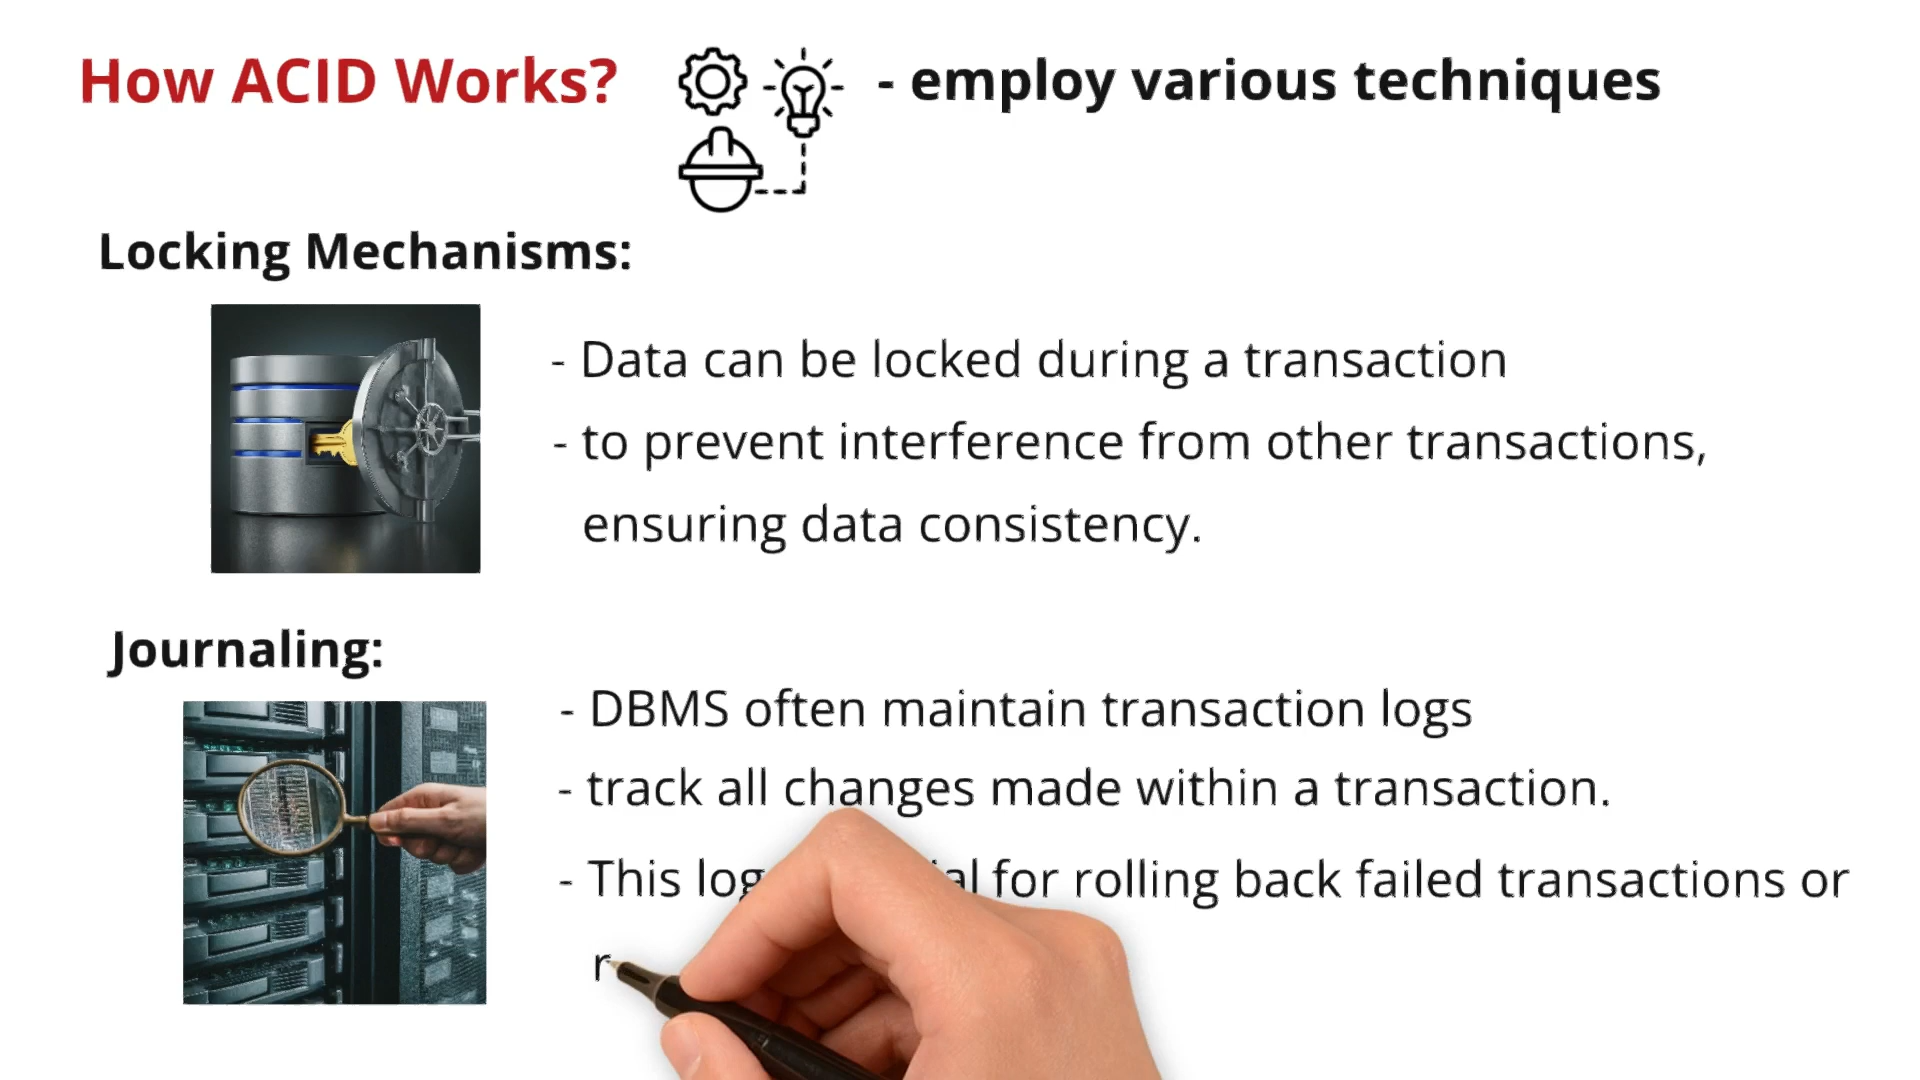 How ACID Works?
- employ various techniques
Locking Mechanisms:
- Data can be locked during a transaction
- to prevent interference from other transactions,
ensuring data consistency.
Journaling:
- DBMS often maintain transaction logs
- track all changes made within a transaction.
- This for rolling back failed transactions or
r